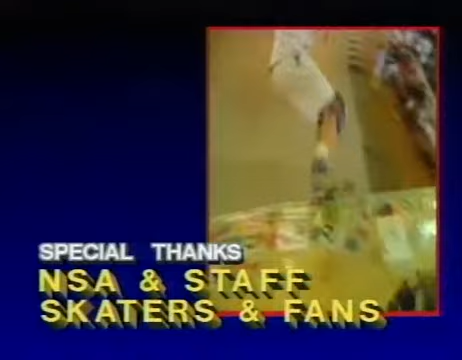 SPECIAL THANKS
NSA & STAFF
SKATERS & FANS